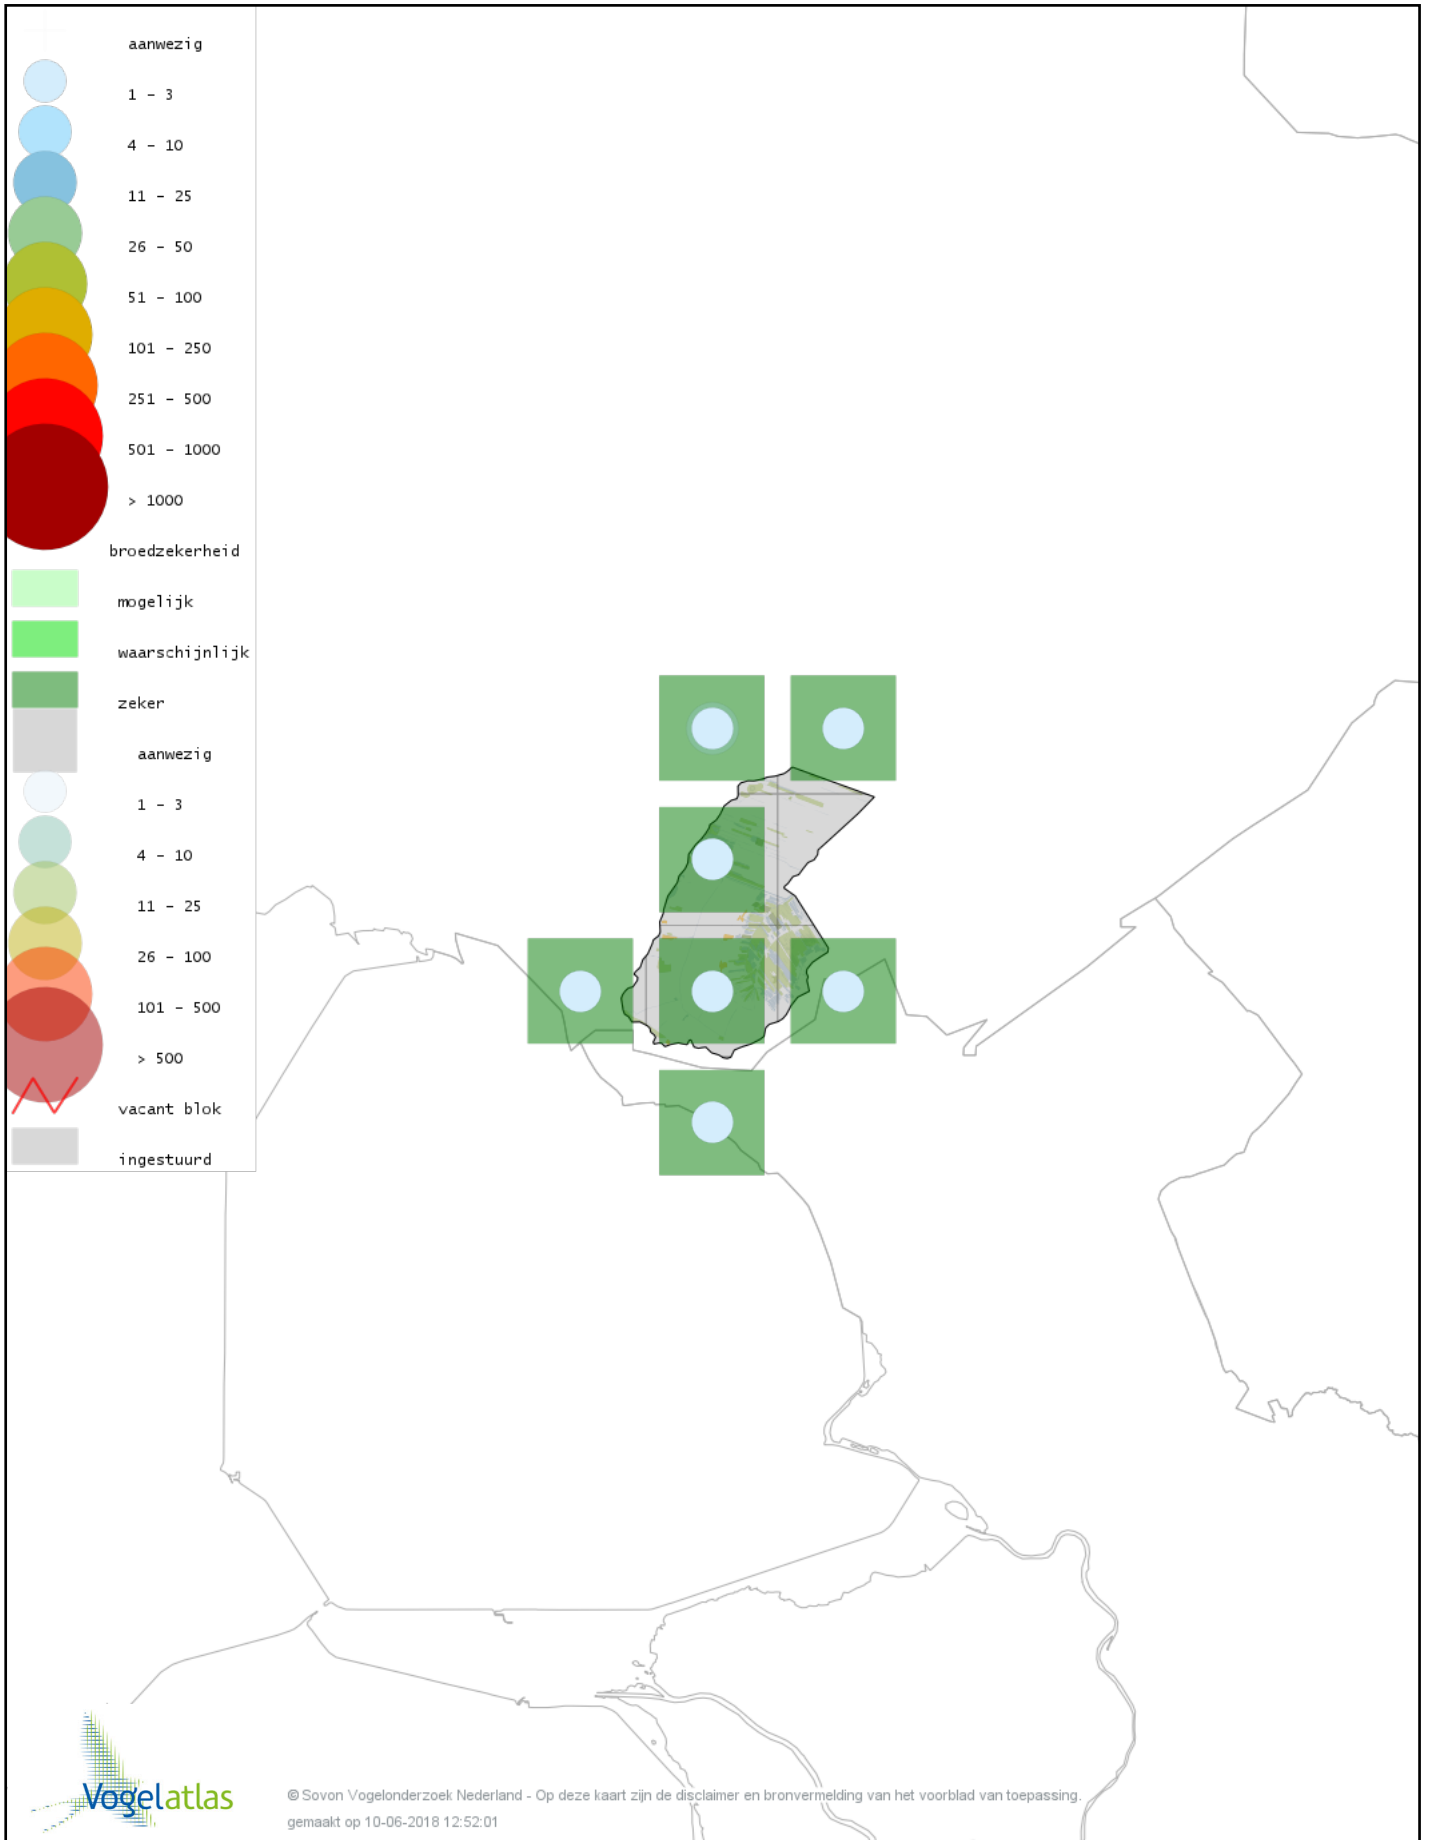 aanwezig
1 - 3
4 - 10
11 - 25
26 - 50
51 - 100
101 - 250
251 - 500
501 - 1000
> 1000
broedzekerheid
mogelijk
waarschijnlijk
zeker
aanwezig
1 - 3
4 - 10
11 - 25
26 - 100
101 - 500
> 500
vacant blok
ingestuurd
Vogelatlas
© Sovon Vogelonderzoek Nederland - Op deze kaart zijn de disclaimer en bronvermelding van het voorblad van toepassing.
gemaakt op 10-06-2018 12:52:01